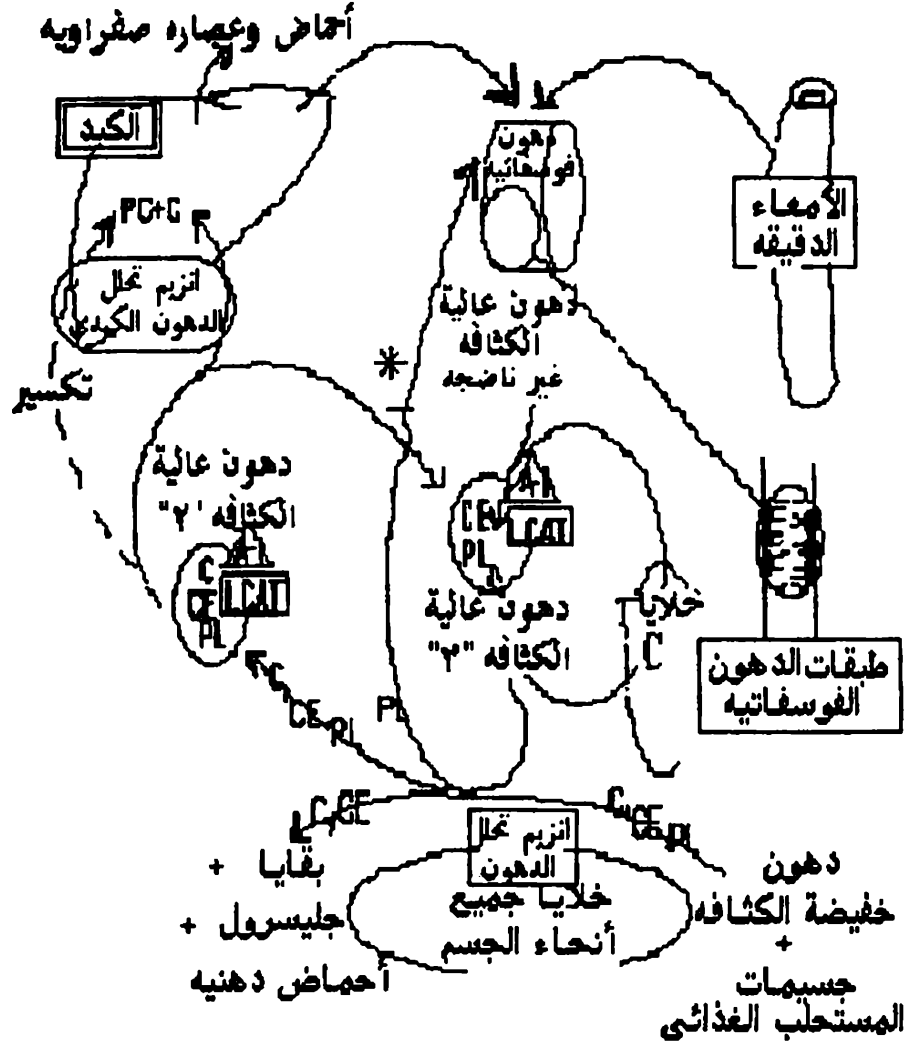 أحماض وعصاره صفراويه
الكبد
PC+C
انزيم تحلل
الدهون الكبدي
تكسير
دهون
فوسفاتيه
الأمعاء
الدقيقه
دهون عالية
الكثافه
غير ناضجه
*
دهون عالية
الكثافه "٢"
C
CE
PL
LCAT
CE
PL
LCAT
دهون عالية
الكثافه "٣"
خلايا
C
طبقات الدهون
الفوسفاتيه
C
CE
PL
PL
C, CE
C, CE, PL
انزيم تحلل
الدهون
خلايا جميع
أنحاء الجسم
بقايا +
جليسرول +
أحماض دهنيه
دهون
خفيضة الكثافه
+
جسيمات
المستحلب الغذائي